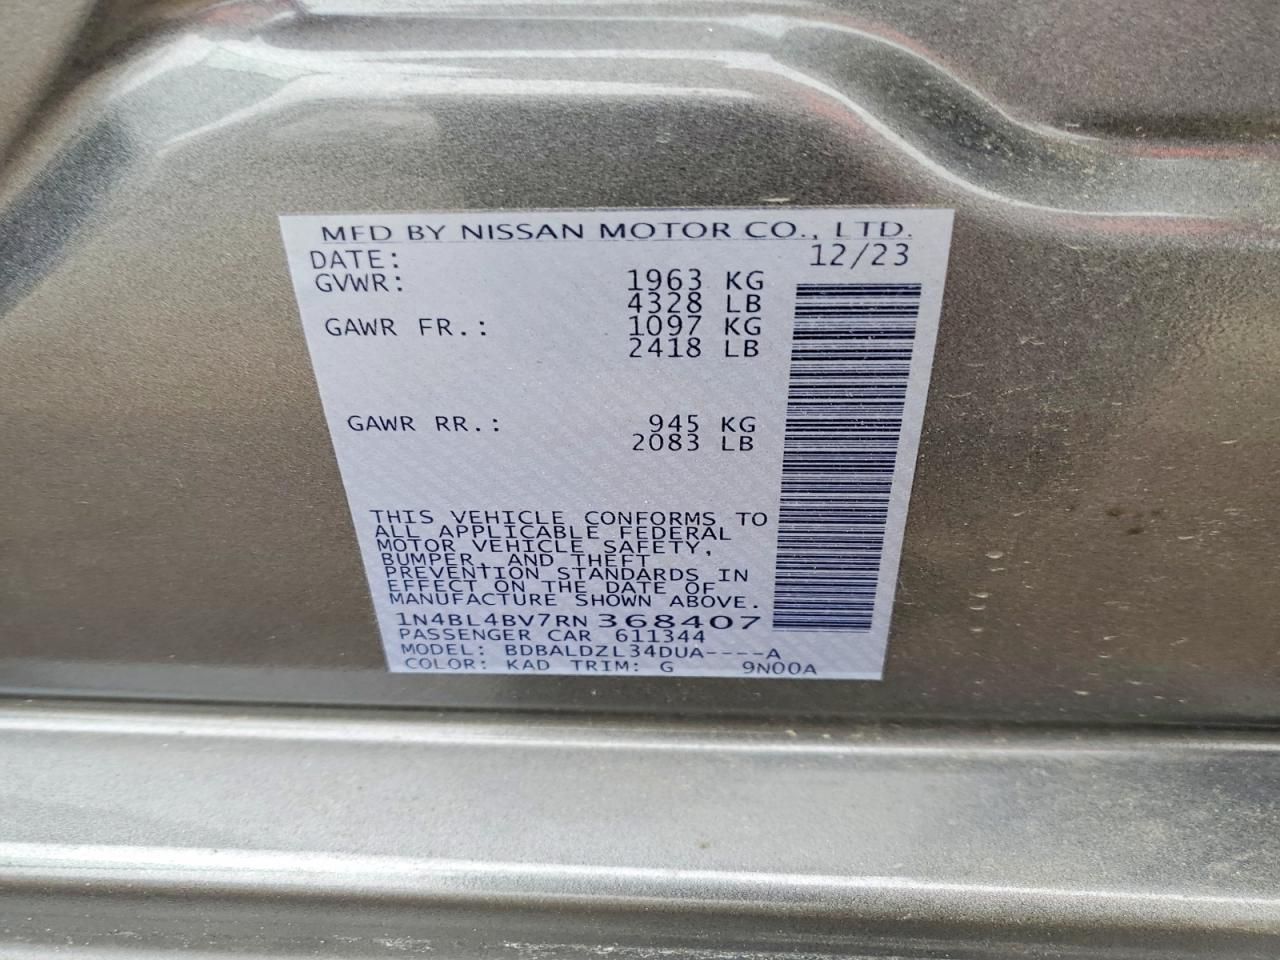 MFD BY NISSAN MOTOR CO., LTD.
DATE: 12/23
GVWR: 1963 KG
4328 LB
GAWR FR.: 1097 KG
2418 LB
GAWR RR.: 945 KG
2083 LB
THIS VEHICLE CONFORMS TO
ALL APPLICABLE FEDERAL
MOTOR VEHICLE SAFETY,
BUMPER, AND THEFT
PREVENTION STANDARDS IN
EFFECT ON THE DATE OF
MANUFACTURE SHOWN ABOVE.
1N4BL4BV7RN368407
PASSENGER CAR 611344
MODEL: BDBALDZL34DUA----A
COLOR: KAD TRIM: G 9N00A